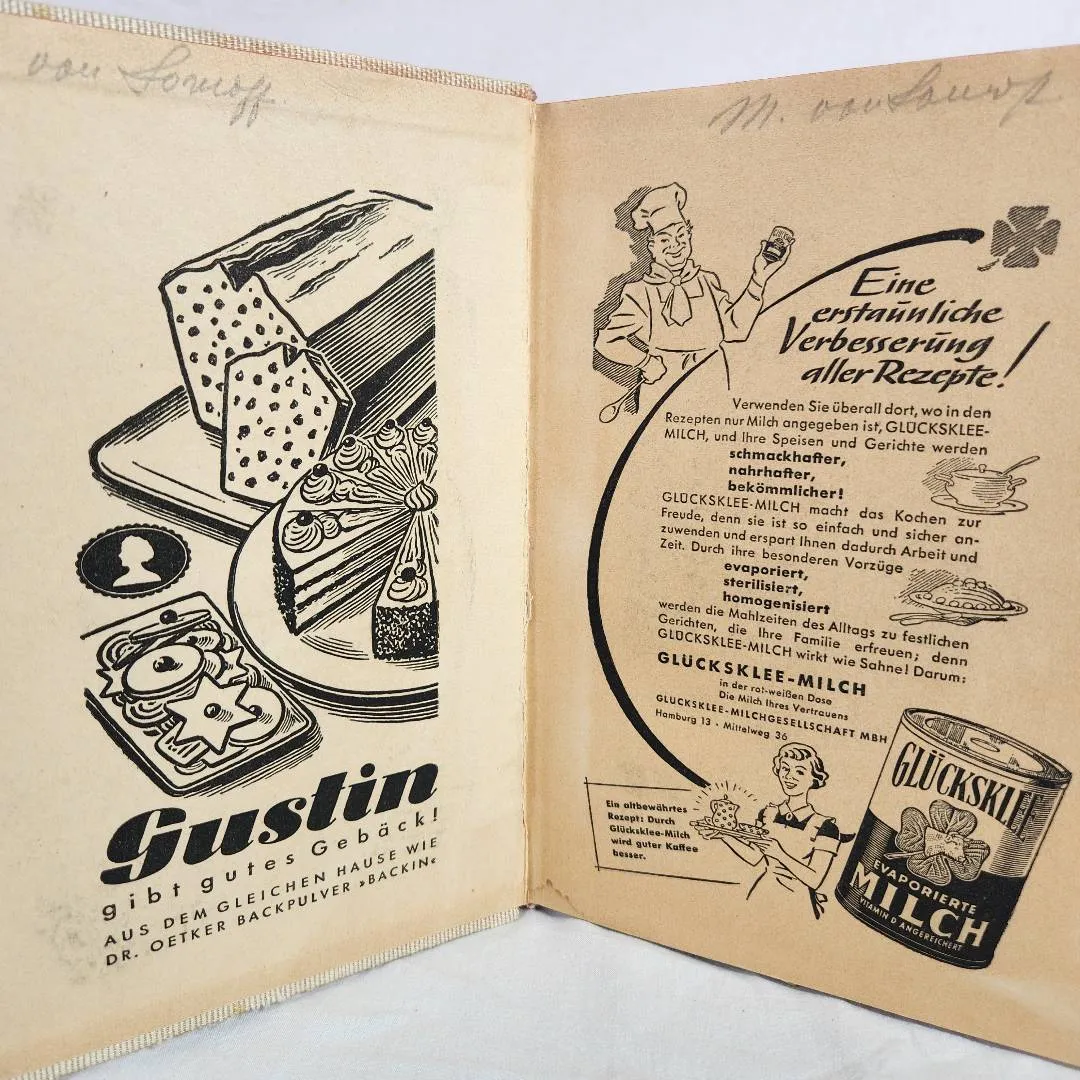 von
Gustin
gibt gutes Gebäck!
AUS DEM GLEICHEN HAUSE WIE
DR. OETKER BACKPULVER »BACKIN«
M. von
Eine
erstaunliche
Verbesserung
aller Rezepte!
Verwenden Sie überall dort, wo in den
Rezepten nur Milch angegeben ist, GLÜCKSKLEE-
MILCH, und Ihre Speisen und Gerichte werden
schmackhafter,
nahrhafter,
bekömmlicher!
GLÜCKSKLEE-MILCH macht das Kochen zur
Freude, denn sie ist so einfach und sicher an-
zuwenden und erspart Ihnen dadurch Arbeit und
Zeit. Durch ihre besonderen Vorzüge
evaporiert,
sterilisiert,
homogenisiert
werden die Mahlzeiten des Alltags zu festlichen
Gerichten, die Ihre Familie erfreuen; denn
GLÜCKSKLEE-MILCH wirkt wie Sahne! Darum:
GLÜCKSKLEE-MILCH
in der rot-weißen Dose
Die Milch Ihres Vertrauens
GLÜCKSKLEE-MILCHGESELLSCHAFT MBH
Hamburg 13 · Mittelweg 36
Ein altbewährtes
Rezept: Durch
Glücksklee-Milch
wird guter Kaffee
besser.
GLÜCKSKLEE
EVAPORIERTE
MILCH
VITAMIN D ANGEREICHERT